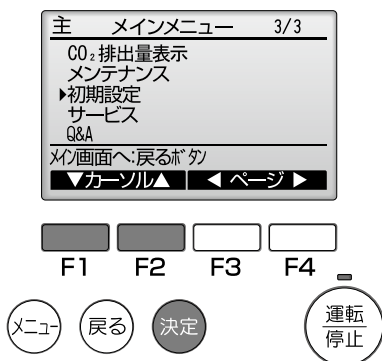 主 メインメニュー 3/3
CO₂排出量表示
メンテナンス
▶初期設定
サービス
Q&A
メイン画面へ:戻るボタン
▼カーソル▲ ◀ ページ ▶
F1 F2 F3 F4
メニュー 戻る 決定 運転
停止